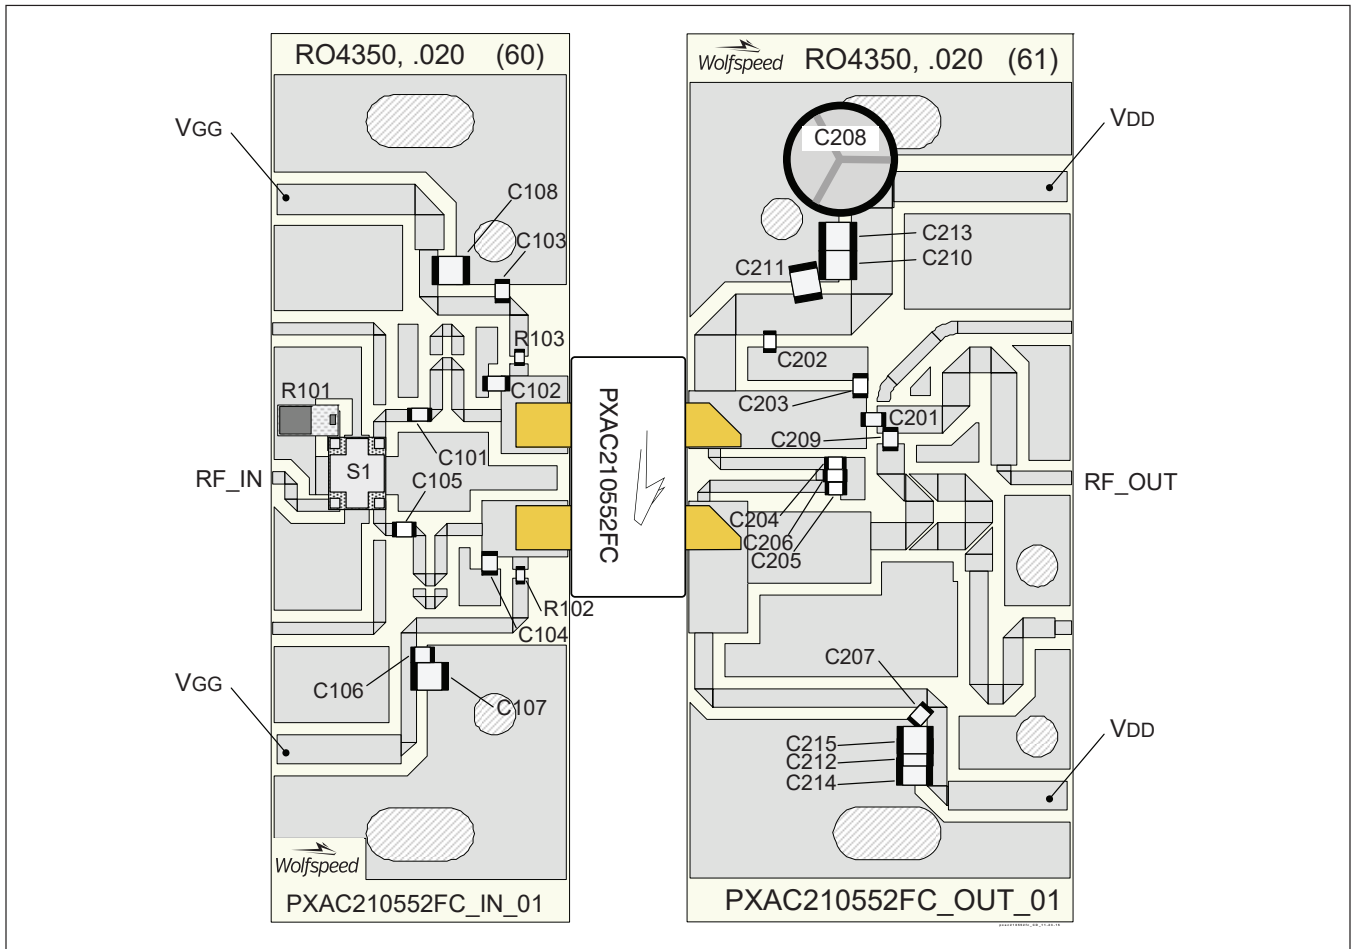 RO4350, .020 (60)
Wolfspeed RO4350, .020 (61)
VGG
VDD
C208
C108
C103
C213
C210
C211
R103
C202
R101
C102
C203
C201
C209
C101
PXAC210552FC
RF_IN
S1
C105
RF_OUT
C204
C206
C205
R102
C104
C207
C106
VGG
C107
VDD
C215
C212
C214
Wolfspeed
PXAC210552FC_IN_01
PXAC210552FC_OUT_01